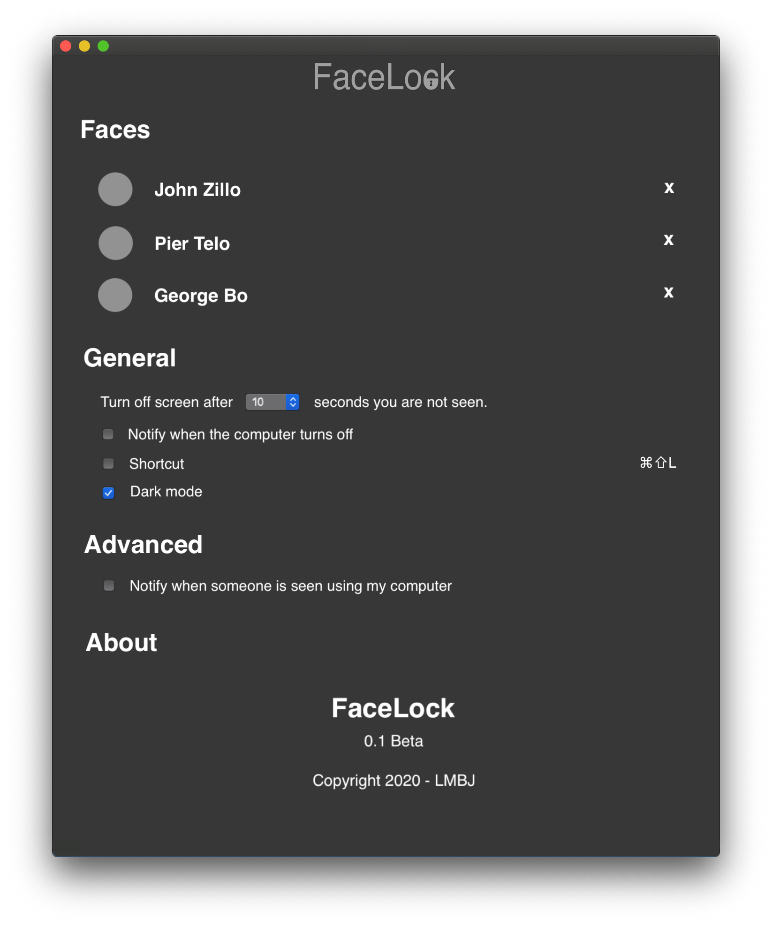 FaceLock
Faces
John Zillo X
Pier Telo X
George Bo X
General
Turn off screen after 10 seconds you are not seen.
Notify when the computer turns off
Shortcut ⌘⇧L
Dark mode
Advanced
Notify when someone is seen using my computer
About
FaceLock
0.1 Beta
Copyright 2020 - LMBJ